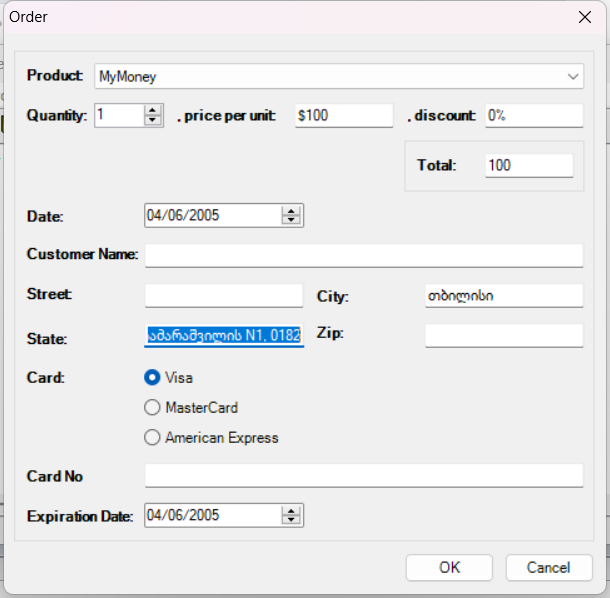 Order
Product: MyMoney
Quantity: 1 , price per unit: $100 , discount: 0%
Total: 100
Date: 04/06/2005
Customer Name:
Street: City: თბილისი
State: ამარაშვილის N1, 0182 Zip:
Card: Visa
MasterCard
American Express
Card No
Expiration Date: 04/06/2005
OK Cancel